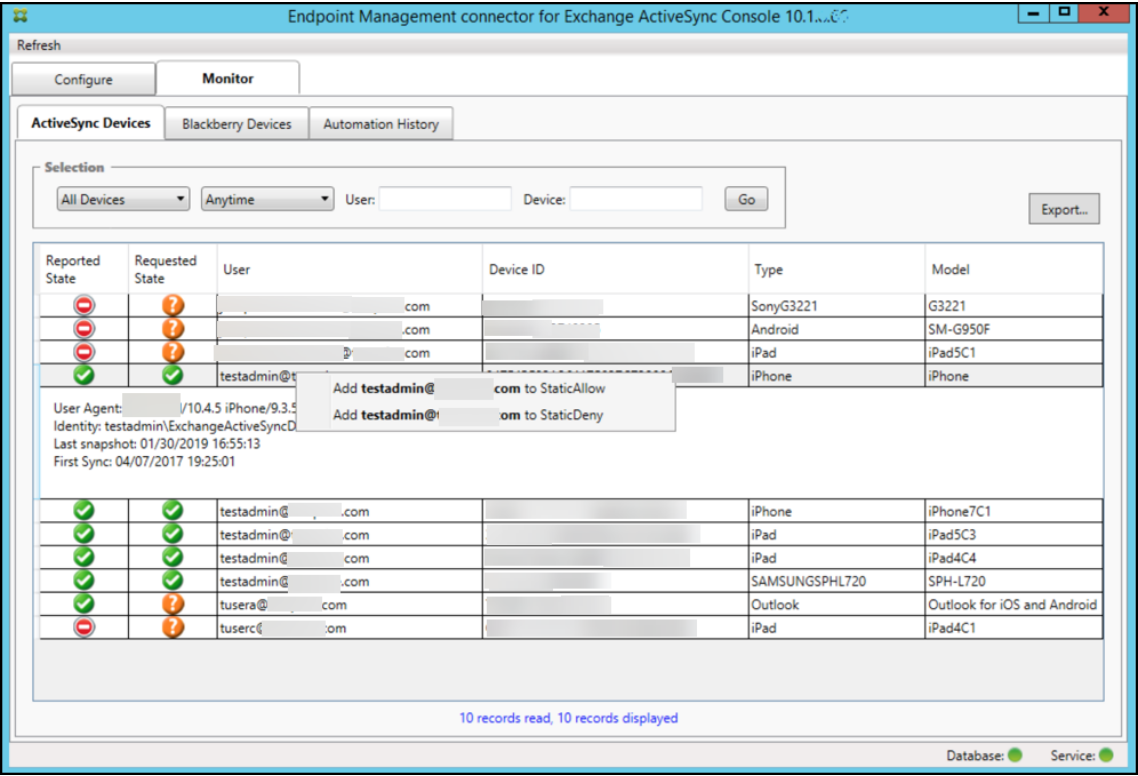 Endpoint Management connector for Exchange ActiveSync Console 10.1
Refresh
Configure Monitor
ActiveSync Devices Blackberry Devices Automation History
Selection
All Devices Anytime User: Device: Go
Export...
Reported State Requested State User Device ID Type Model
.com SonyG3221 G3221
.com Android SM-G950F
com iPad iPad5C1
testadmin@ iPhone iPhone
Add testadmin@ .com to StaticAllow
Add testadmin@ om to StaticDeny
User Agent: /10.4.5 iPhone/9.3.5
Identity: testadmin\ExchangeActiveSyncD
Last snapshot: 01/30/2019 16:55:13
First Sync: 04/07/2017 19:25:01
testadmin@ .com iPhone iPhone7C1
testadmin@ .com iPad iPad5C3
testadmin@ com iPad iPad4C4
testadmin@ .com SAMSUNGSPHL720 SPH-L720
tusera@ com Outlook Outlook for iOS and Android
tuserc om iPad iPad4C1
10 records read, 10 records displayed
Database: Service: